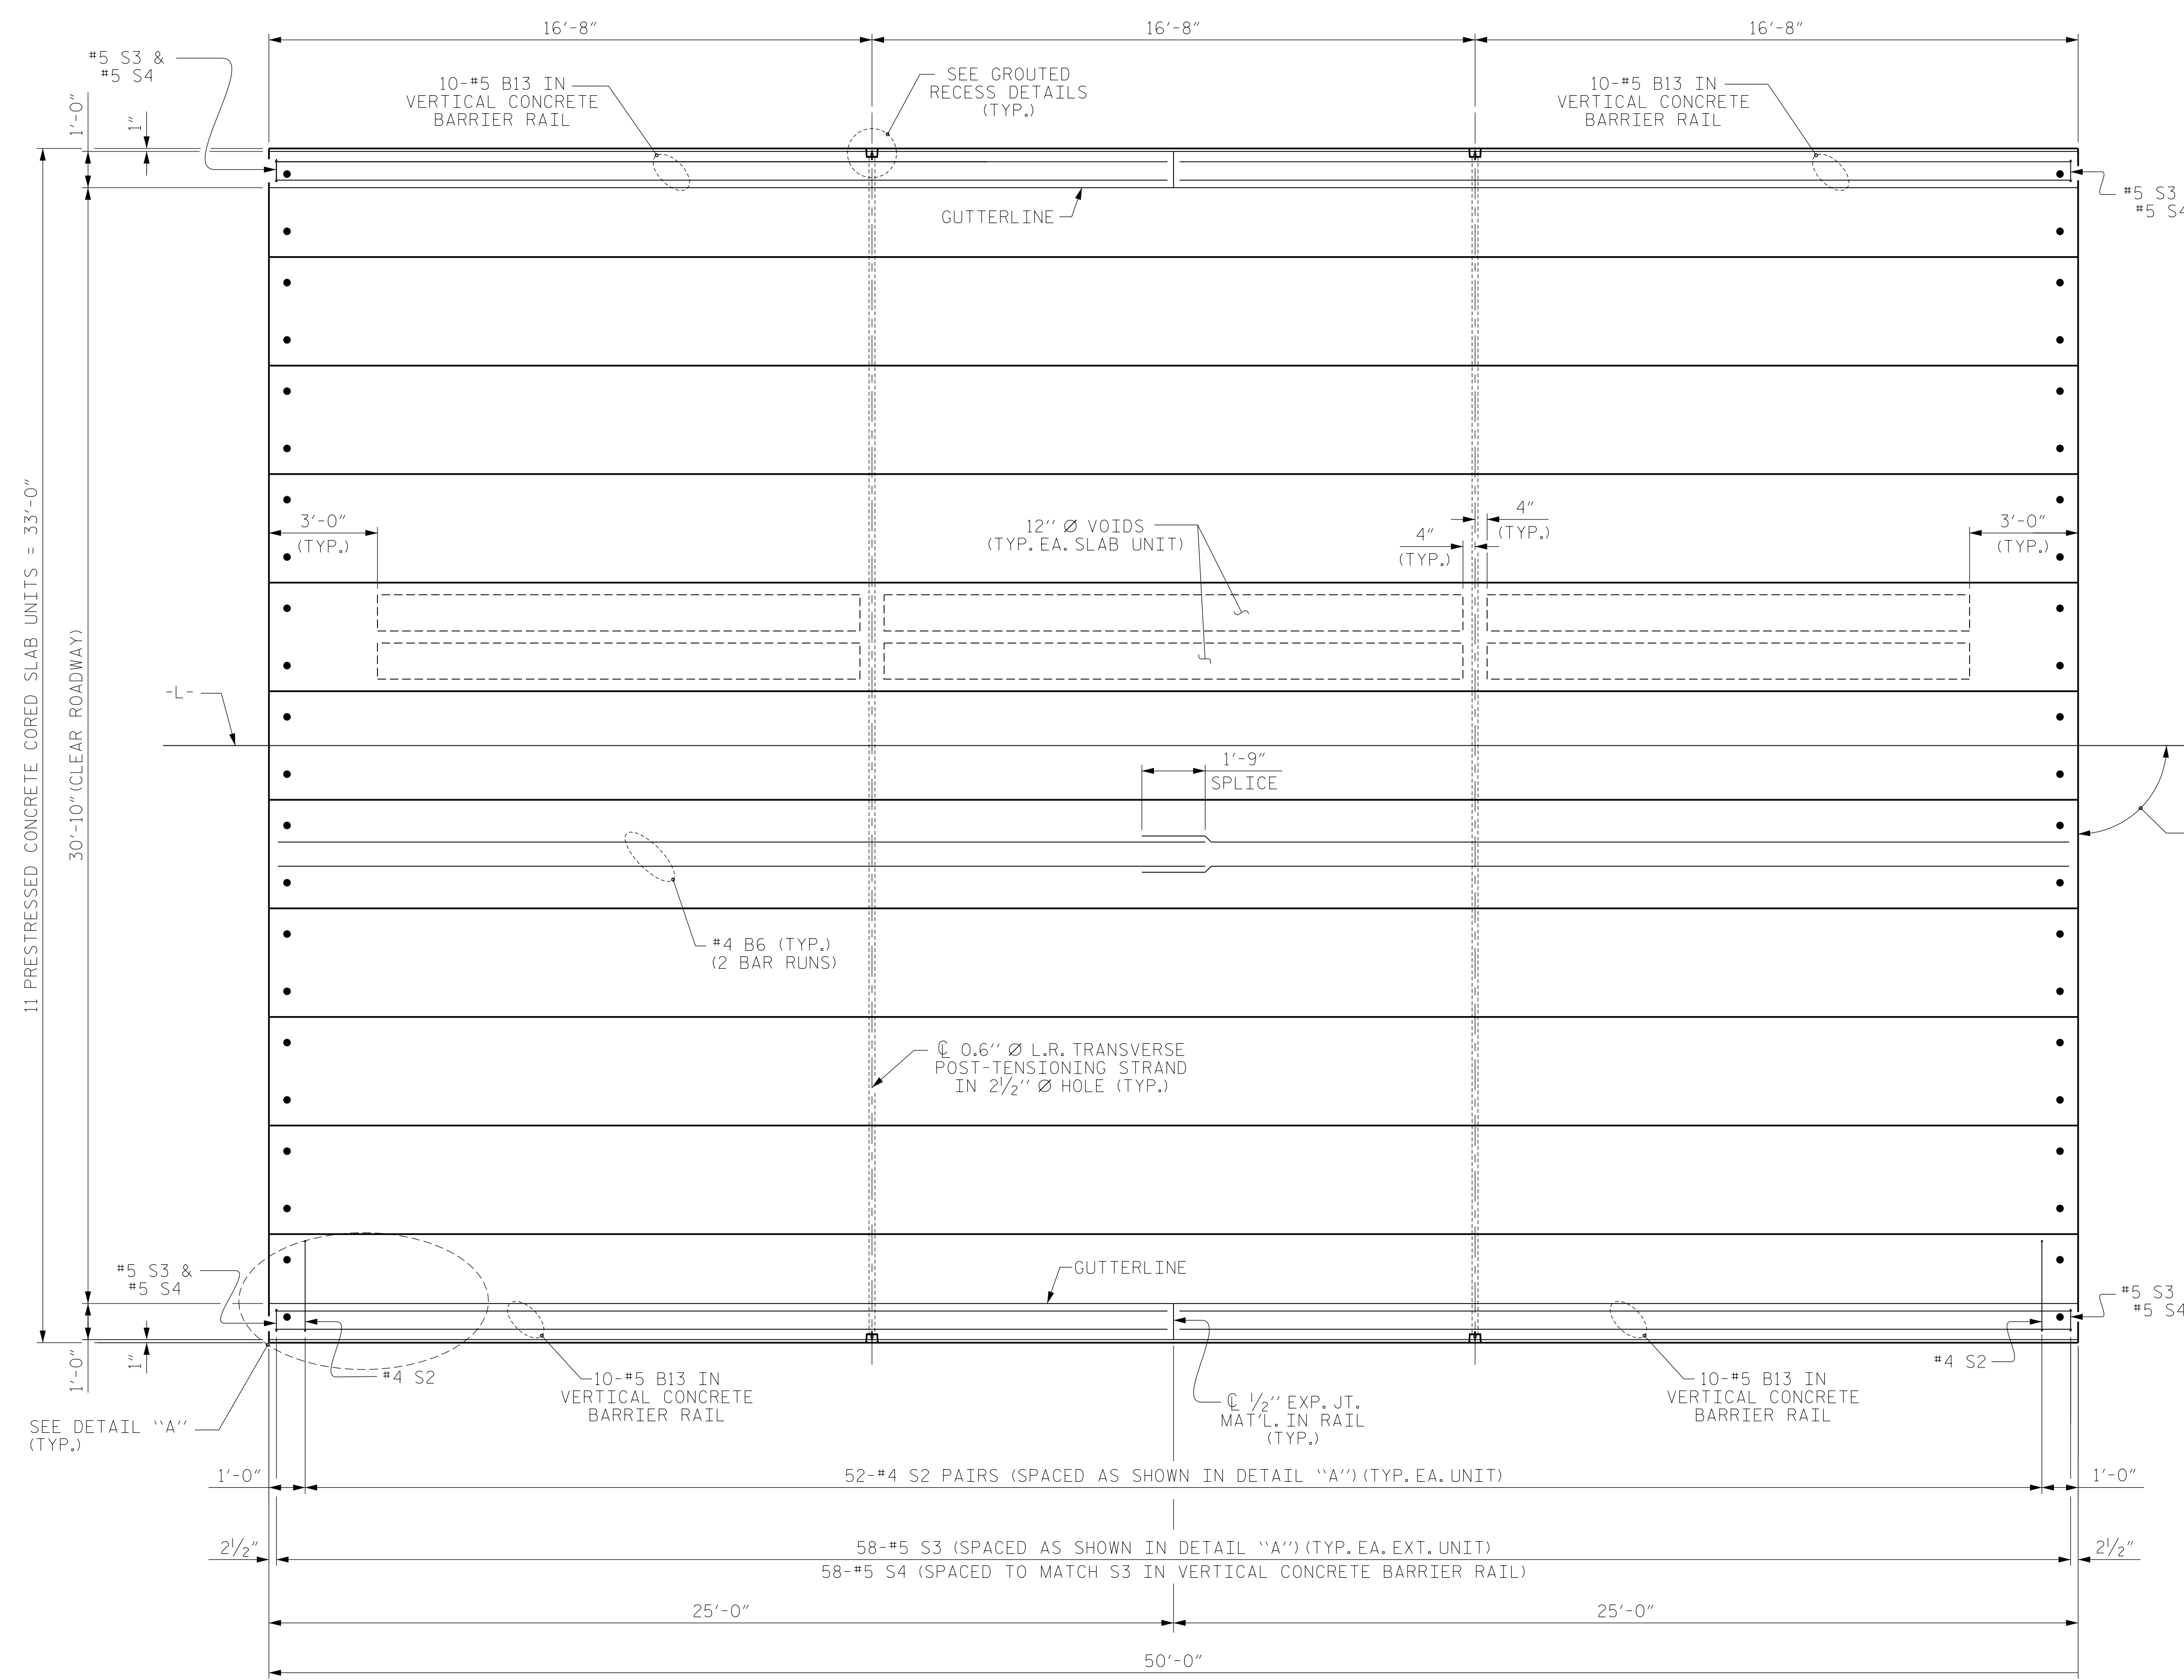 16'-8"
16'-8"
16'-8"
#5 S3 &
#5 S4
10-#5 B13 IN
VERTICAL CONCRETE
BARRIER RAIL
SEE GROUTED
RECESS DETAILS
(TYP.)
10-#5 B13 IN
VERTICAL CONCRETE
BARRIER RAIL
1'-0"
1"
#5 S3
#5 S4
GUTTERLINE
11 PRESTRESSED CONCRETE CORED SLAB UNITS = 33'-0"
30'-10" (CLEAR ROADWAY)
3'-0"
(TYP.)
12" Ø VOIDS
(TYP. EA. SLAB UNIT)
4"
(TYP.)
4"
(TYP.)
3'-0"
(TYP.)
-L-
1'-9"
SPLICE
#4 B6 (TYP.)
(2 BAR RUNS)
℄ 0.6" Ø L.R. TRANSVERSE
POST-TENSIONING STRAND
IN 2½" Ø HOLE (TYP.)
#5 S3 &
#5 S4
GUTTERLINE
#5 S3
#5 S4
1'-0"
1"
#4 S2
#4 S2
10-#5 B13 IN
VERTICAL CONCRETE
BARRIER RAIL
℄ ½" EXP. JT.
MAT'L. IN RAIL
(TYP.)
10-#5 B13 IN
VERTICAL CONCRETE
BARRIER RAIL
SEE DETAIL "A"
(TYP.)
1'-0"
52-#4 S2 PAIRS (SPACED AS SHOWN IN DETAIL "A") (TYP. EA. UNIT)
1'-0"
2½"
58-#5 S3 (SPACED AS SHOWN IN DETAIL "A") (TYP. EA. EXT. UNIT)
58-#5 S4 (SPACED TO MATCH S3 IN VERTICAL CONCRETE BARRIER RAIL)
2½"
25'-0"
25'-0"
50'-0"